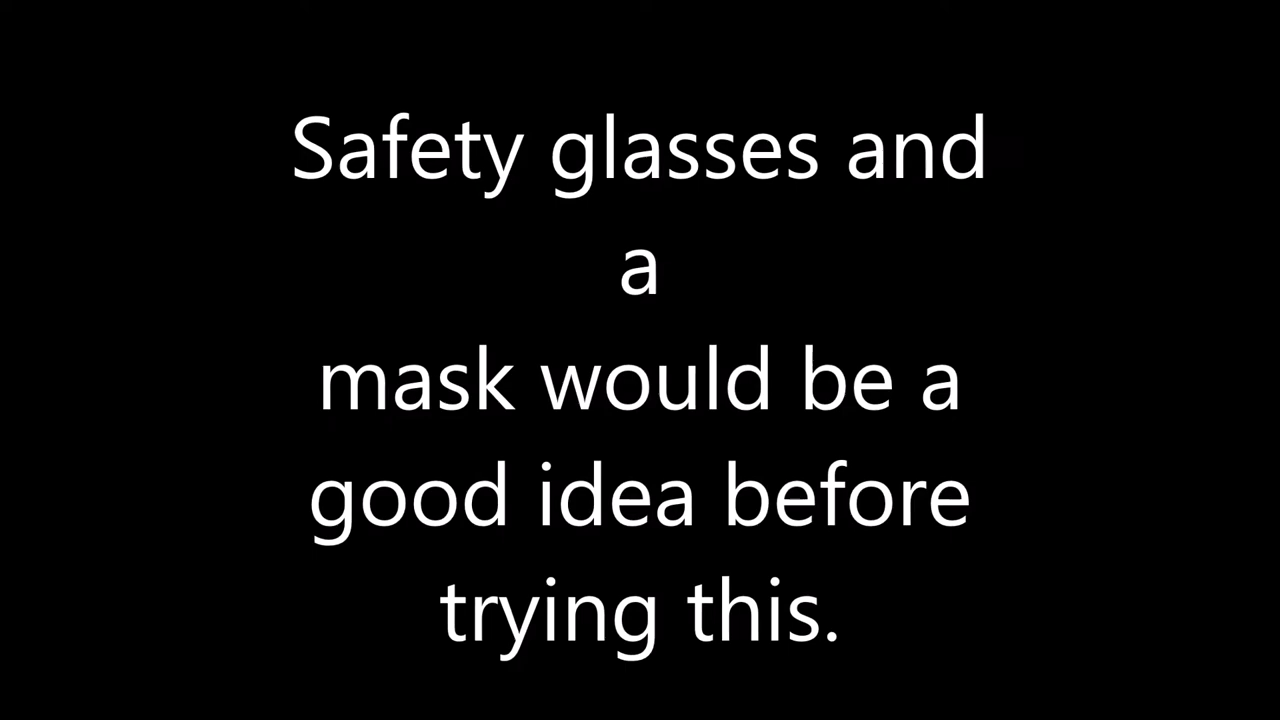 Safety glasses and
a
mask would be a
good idea before
trying this.